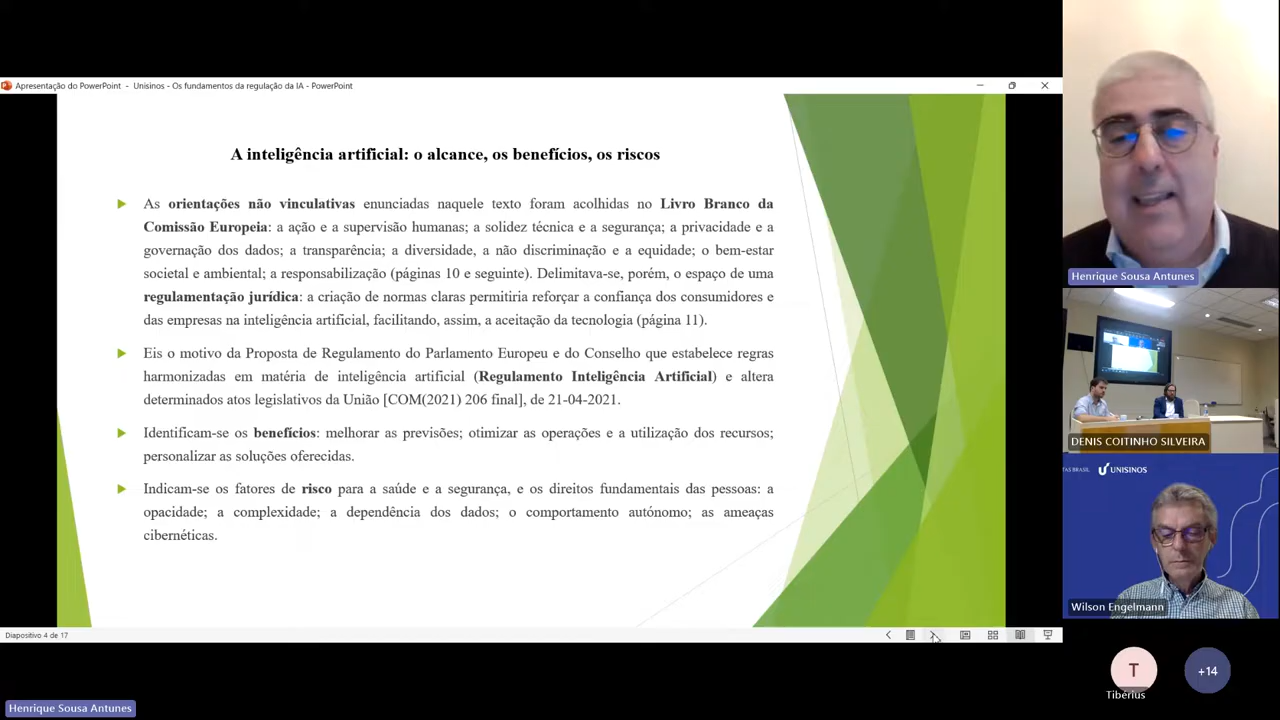 Apresentação do PowerPoint - Unisinos - Os fundamentos da regulação da IA - PowerPoint
A inteligência artificial: o alcance, os benefícios, os riscos
As orientações não vinculativas enunciadas naquele texto foram acolhidas no Livro Branco da
Comissão Europeia: a ação e a supervisão humanas; a solidez técnica e a segurança; a privacidade e a
governação dos dados; a transparência; a diversidade, a não discriminação e a equidade; o bem-estar
societal e ambiental; a responsabilização (páginas 10 e seguinte). Delimitava-se, porém, o espaço de uma
regulamentação jurídica: a criação de normas claras permitiria reforçar a confiança dos consumidores e
das empresas na inteligência artificial, facilitando, assim, a aceitação da tecnologia (página 11).
Eis o motivo da Proposta de Regulamento do Parlamento Europeu e do Conselho que estabelece regras
harmonizadas em matéria de inteligência artificial (Regulamento Inteligência Artificial) e altera
determinados atos legislativos da União [COM(2021) 206 final], de 21-04-2021.
Identificam-se os benefícios: melhorar as previsões; otimizar as operações e a utilização dos recursos;
personalizar as soluções oferecidas.
Indicam-se os fatores de risco para a saúde e a segurança, e os direitos fundamentais das pessoas: a
opacidade; a complexidade; a dependência dos dados; o comportamento autónomo; as ameaças
cibernéticas.
Diapositivo 4 de 17
Henrique Sousa Antunes
Henrique Sousa Antunes
DENIS COITINHO SILVEIRA
TAS BRASIL UNISINOS
Wilson Engelmann
T
Tibérius
+14